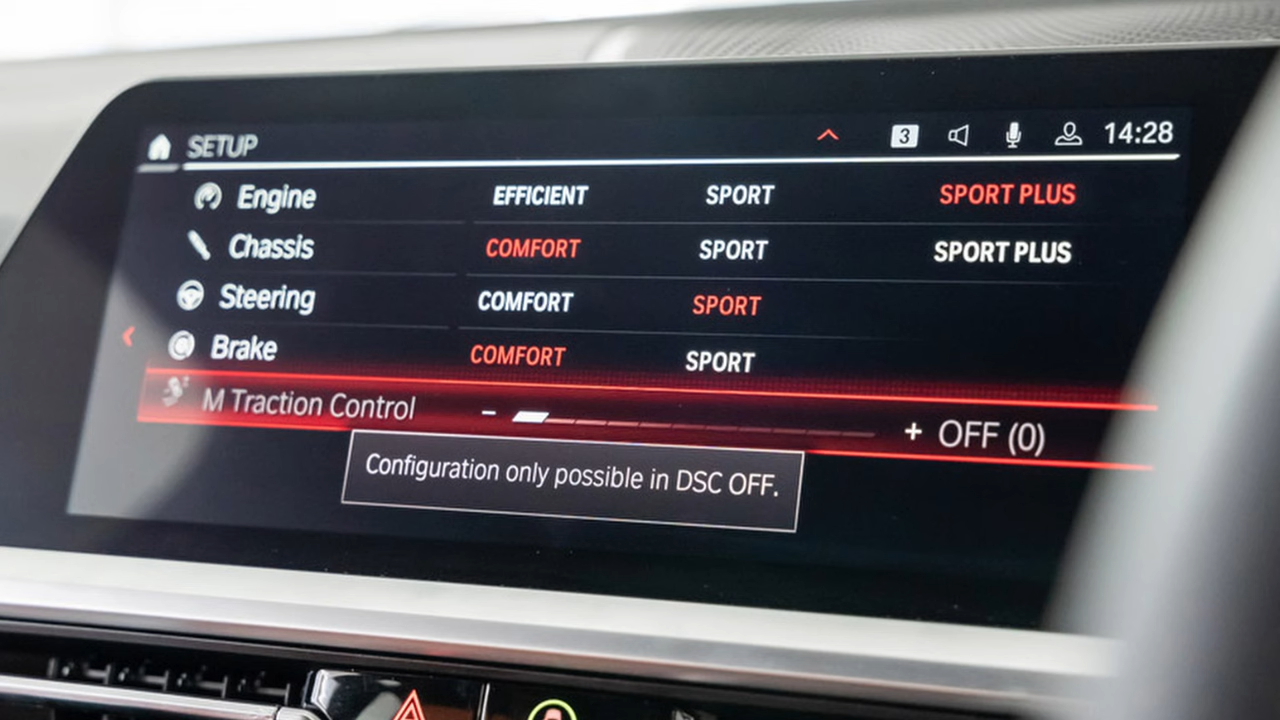 SETUP 3 14:28
Engine EFFICIENT SPORT SPORT PLUS
Chassis COMFORT SPORT SPORT PLUS
Steering COMFORT SPORT
Brake COMFORT SPORT
M Traction Control - + OFF (0)
Configuration only possible in DSC OFF.